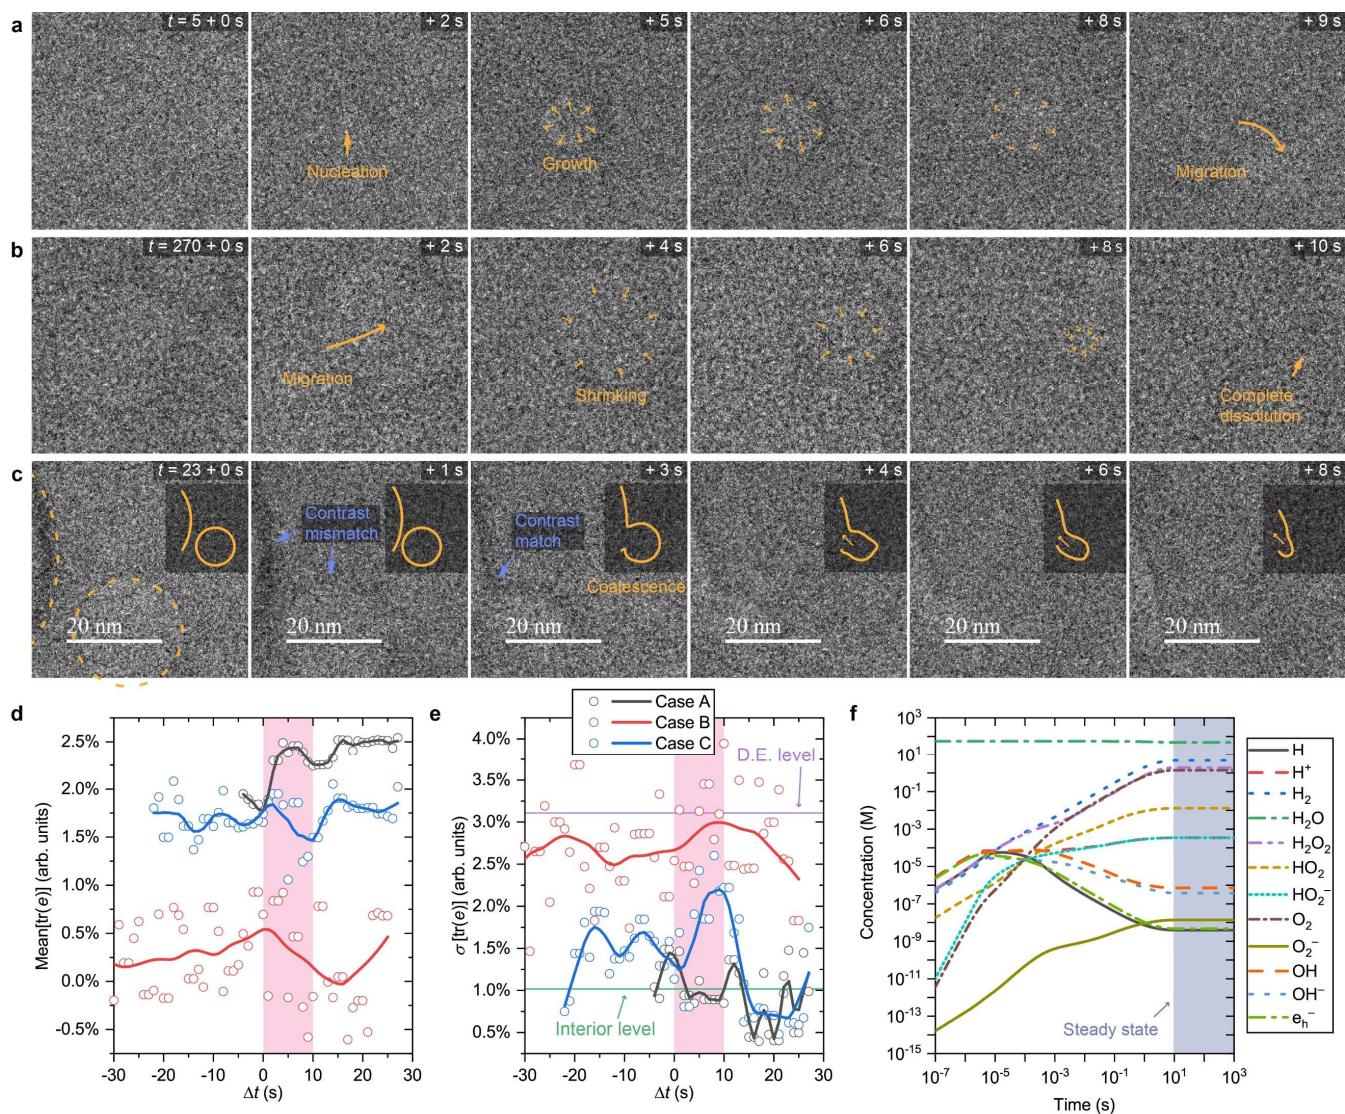 a
t = 5 + 0 s
+ 2 s
+ 5 s
+ 6 s
+ 8 s
+ 9 s
Nucleation
Growth
Migration
b
t = 270 + 0 s
+ 2 s
+ 4 s
+ 6 s
+ 8 s
+ 10 s
Migration
Shrinking
Complete
dissolution
c
t = 23 + 0 s
+ 1 s
+ 3 s
+ 4 s
+ 6 s
+ 8 s
Contrast
mismatch
Contrast
match
Coalescence
20 nm
20 nm
20 nm
20 nm
20 nm
20 nm
d
Mean[tr(e)] (arb. units)
2.5%
2.0%
1.5%
1.0%
0.5%
0.0%
-0.5%
-30
-20
-10
0
10
20
30
Δt (s)
e
Case A
Case B
Case C
σ [tr(e)] (arb. units)
4.0%
3.5%
3.0%
2.5%
2.0%
1.5%
1.0%
0.5%
D.E. level
Interior level
-30
-20
-10
0
10
20
30
Δt (s)
f
Concentration (M)
10³
10¹
10⁻¹
10⁻³
10⁻⁵
10⁻⁷
10⁻⁹
10⁻¹¹
10⁻¹³
10⁻¹⁵
Steady state
10⁻⁷
10⁻⁵
10⁻³
10⁻¹
10¹
10³
Time (s)
H
H⁺
H₂
H₂O
H₂O₂
HO₂
HO₂⁻
O₂
O₂⁻
OH
OH⁻
eₕ⁻